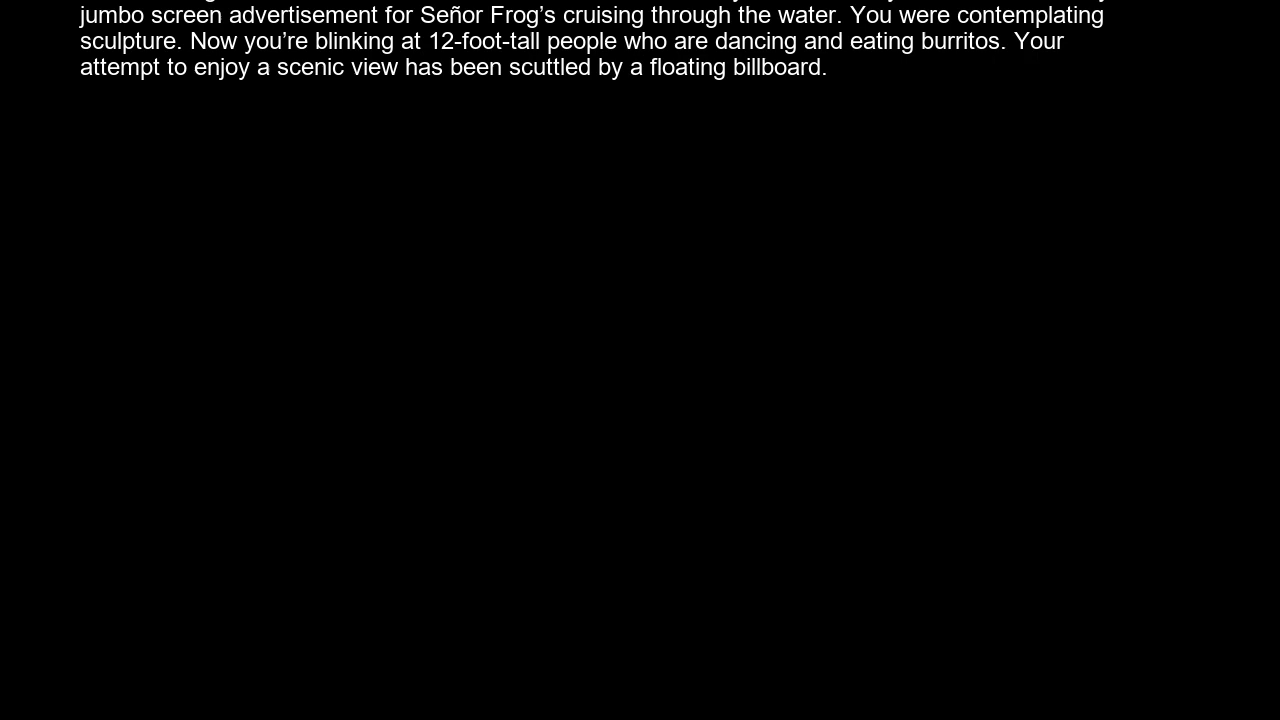 jumbo screen advertisement for Señor Frog’s cruising through the water. You were contemplating
sculpture. Now you’re blinking at 12-foot-tall people who are dancing and eating burritos. Your
attempt to enjoy a scenic view has been scuttled by a floating billboard.